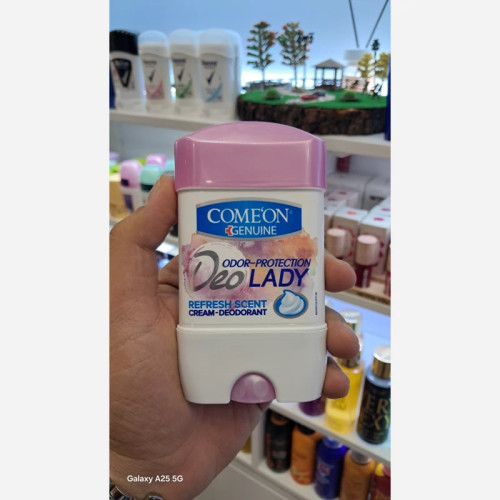 COME'ON®
GENUINE
ODOR-PROTECTION
Deo LADY
REFRESH SCENT
CREAM-DEODORANT
Galaxy A25 5G